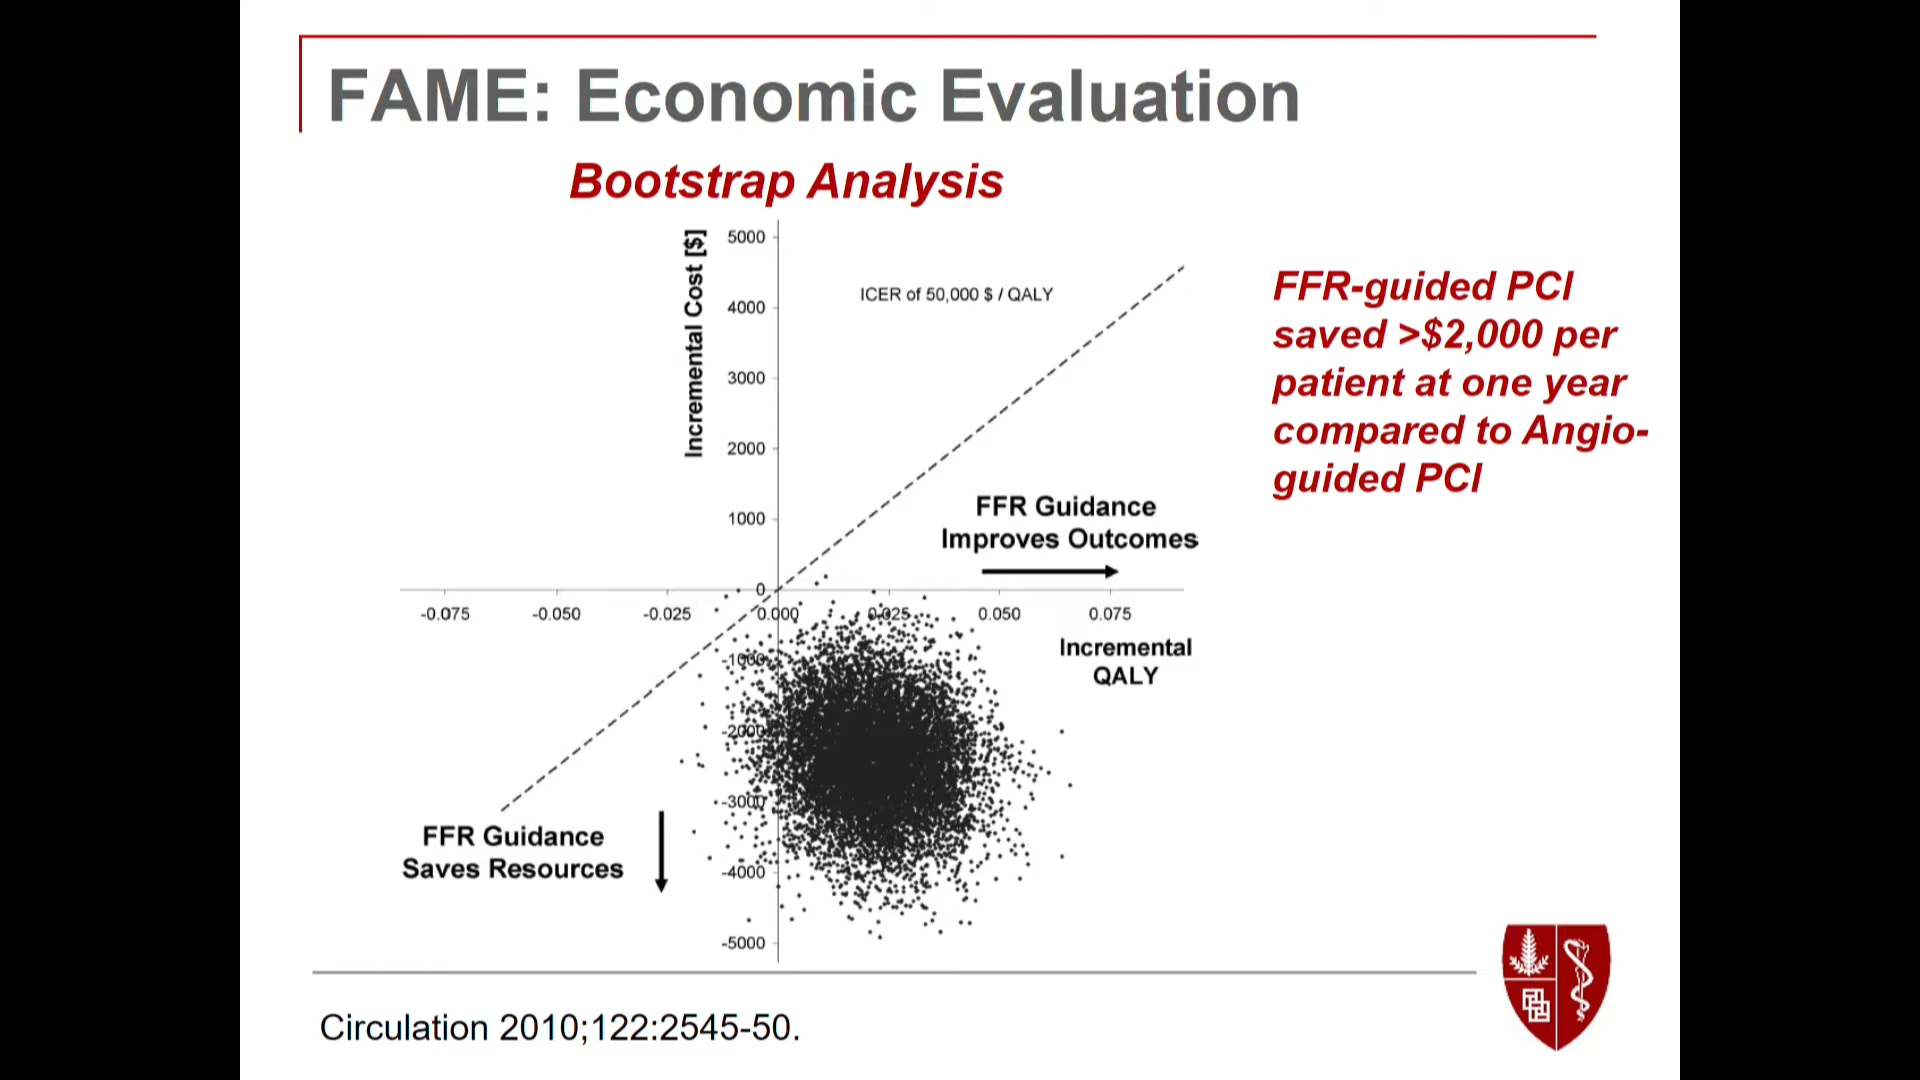 FAME: Economic Evaluation
Bootstrap Analysis
Incremental Cost [$]
5000
4000
3000
2000
1000
0
-1000
-2000
-3000
-4000
-5000
ICER of 50,000 $ / QALY
FFR Guidance
Improves Outcomes
-0.075
-0.050
-0.025
0.000
0.025
0.050
0.075
Incremental
QALY
FFR Guidance
Saves Resources
FFR-guided PCI
saved >$2,000 per
patient at one year
compared to Angio-
guided PCI
Circulation 2010;122:2545-50.